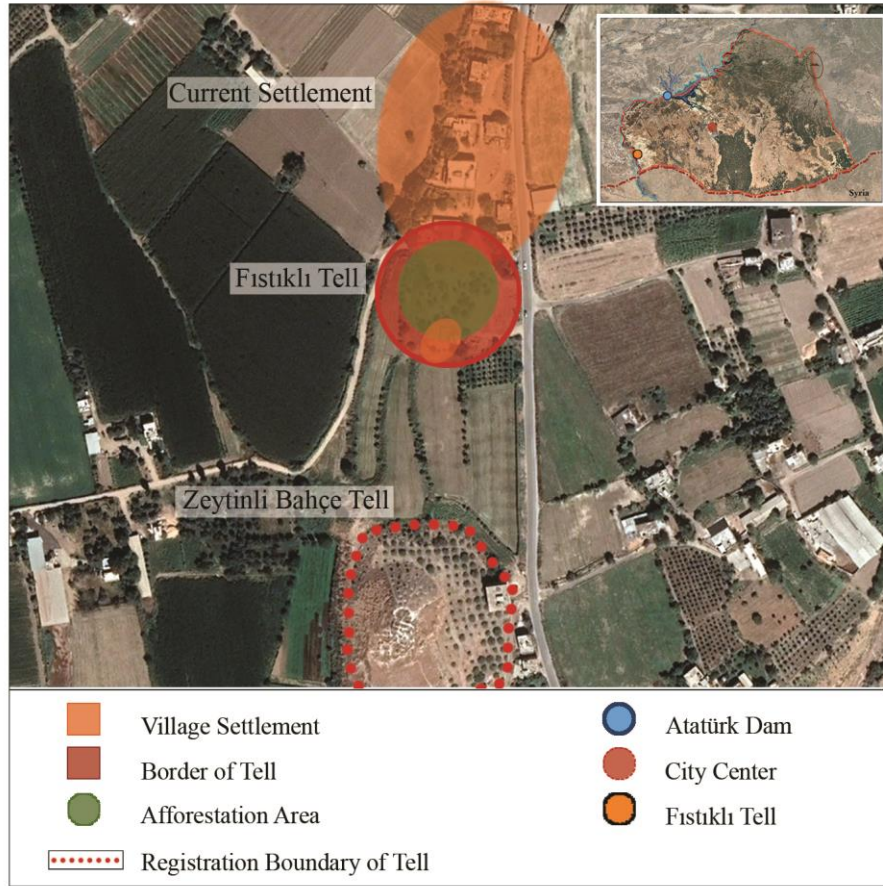 Current Settlement
Syria
Fıstıklı Tell
Zeytinli Bahçe Tell
Village Settlement
Atatürk Dam
Border of Tell
City Center
Afforestation Area
Fıstıklı Tell
Registration Boundary of Tell